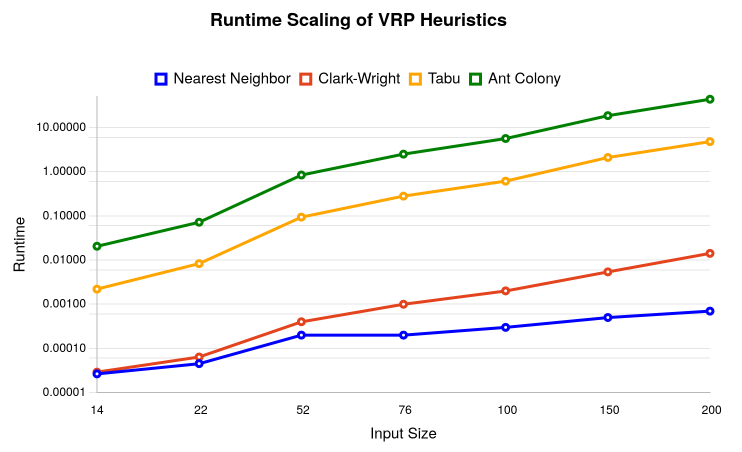 Runtime Scaling of VRP Heuristics
Nearest Neighbor Clark-Wright Tabu Ant Colony
10.00000
1.00000
0.10000
0.01000
0.00100
0.00010
0.00001
Runtime
14 22 52 76 100 150 200
Input Size